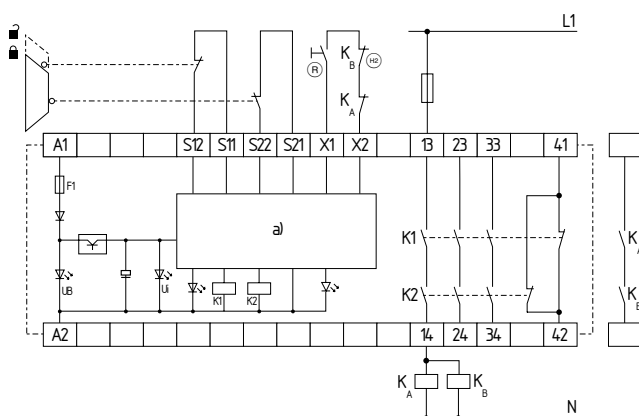 L1
K B H2
R
K A
A1 S12 S11 S22 S21 X1 X2 13 23 33 41
F1
a)
K1
K A
UB Ui K1 K2 K2
K B
A2 14 24 34 42
K A K B
N